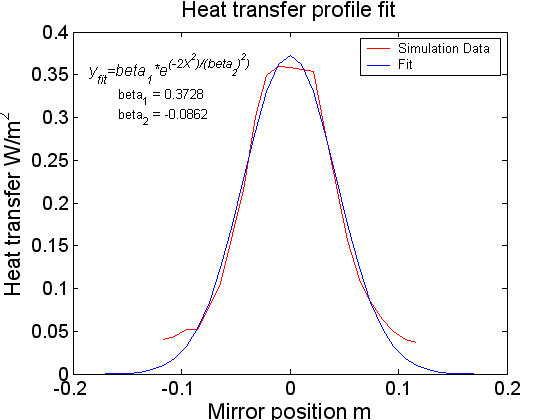 Heat transfer profile fit
Heat transfer W/m²
0.4
0.35
0.3
0.25
0.2
0.15
0.1
0.05
0
y_fit=beta_1*e^(-2X^2)/(beta_2)^2)
beta_1 = 0.3728
beta_2 = -0.0862
Simulation Data
Fit
-0.2
-0.1
0
0.1
0.2
Mirror position m